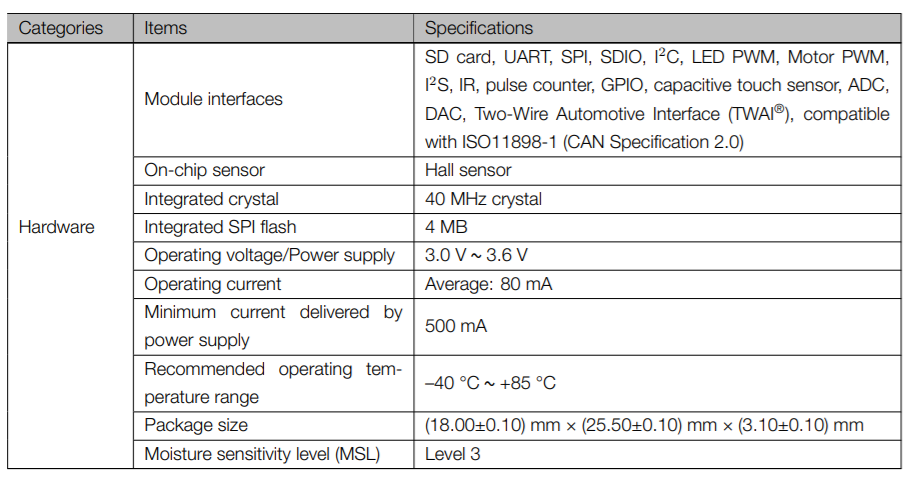 Categories Items Specifications
Module interfaces
SD card, UART, SPI, SDIO, I²C, LED PWM, Motor PWM,
I²S, IR, pulse counter, GPIO, capacitive touch sensor, ADC,
DAC, Two-Wire Automotive Interface (TWAI®), compatible
with ISO11898-1 (CAN Specification 2.0)
On-chip sensor Hall sensor
Integrated crystal 40 MHz crystal
Hardware Integrated SPI flash 4 MB
Operating voltage/Power supply 3.0 V ~ 3.6 V
Operating current Average: 80 mA
Minimum current delivered by
power supply
500 mA
Recommended operating tem-
perature range
–40 °C ~ +85 °C
Package size (18.00±0.10) mm × (25.50±0.10) mm × (3.10±0.10) mm
Moisture sensitivity level (MSL) Level 3